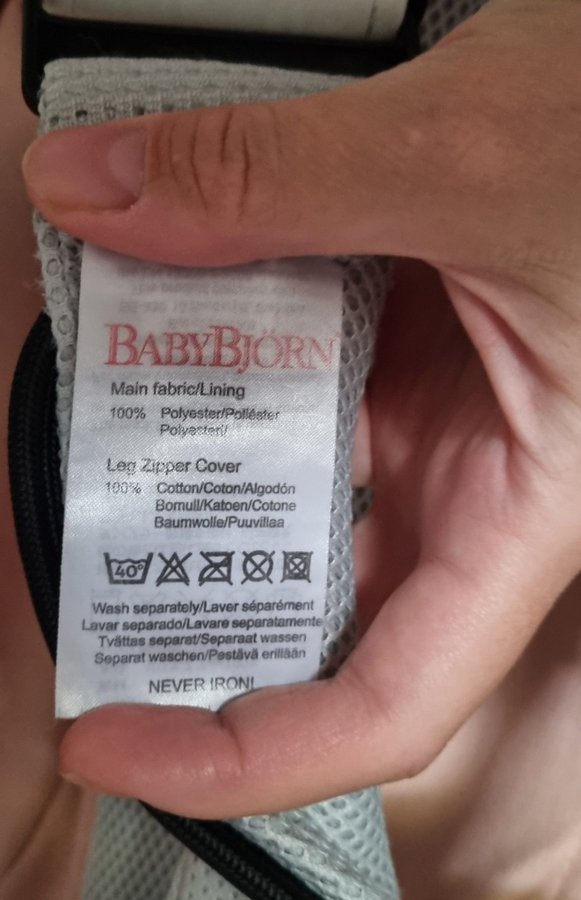 BABYBJÖRN
Main fabric/Lining
100% Polyester/Poliéster
Polyesteri/
Leg Zipper Cover
100% Cotton/Coton/Algodón
Bomull/Katoen/Cotone
Baumwolle/Puuvillaa
40°
Wash separately/Laver séparément
Lavar separado/Lavare separatamente
Tvättas separat/Separaat wassen
Separat waschen/Pestävä erillään
NEVER IRON!